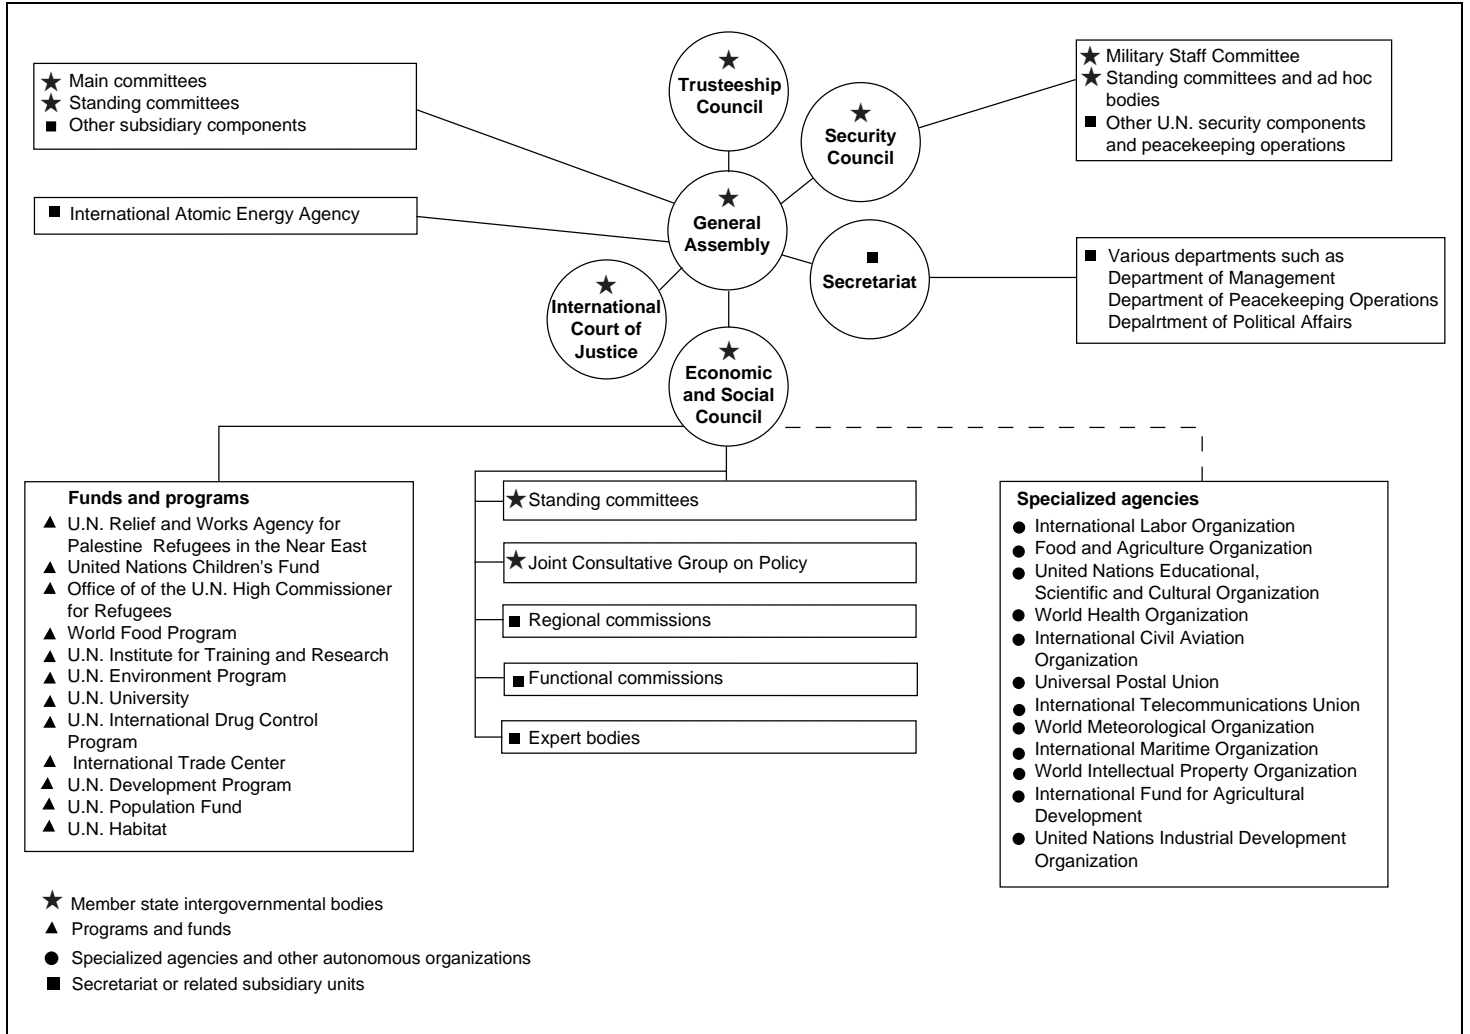 Main committees
Standing committees
Other subsidiary components
International Atomic Energy Agency
Trusteeship
Council
Security
Council
General
Assembly
Secretariat
International
Court of
Justice
Economic
and Social
Council
Military Staff Committee
Standing committees and ad hoc
bodies
Other U.N. security components
and peacekeeping operations
Various departments such as
Department of Management
Department of Peacekeeping Operations
Depalrtment of Political Affairs
Funds and programs
U.N. Relief and Works Agency for
Palestine Refugees in the Near East
United Nations Children's Fund
Office of of the U.N. High Commissioner
for Refugees
World Food Program
U.N. Institute for Training and Research
U.N. Environment Program
U.N. University
U.N. International Drug Control
Program
International Trade Center
U.N. Development Program
U.N. Population Fund
U.N. Habitat
Standing committees
Joint Consultative Group on Policy
Regional commissions
Functional commissions
Expert bodies
Specialized agencies
International Labor Organization
Food and Agriculture Organization
United Nations Educational,
Scientific and Cultural Organization
World Health Organization
International Civil Aviation
Organization
Universal Postal Union
International Telecommunications Union
World Meteorological Organization
International Maritime Organization
World Intellectual Property Organization
International Fund for Agricultural
Development
United Nations Industrial Development
Organization
Member state intergovernmental bodies
Programs and funds
Specialized agencies and other autonomous organizations
Secretariat or related subsidiary units